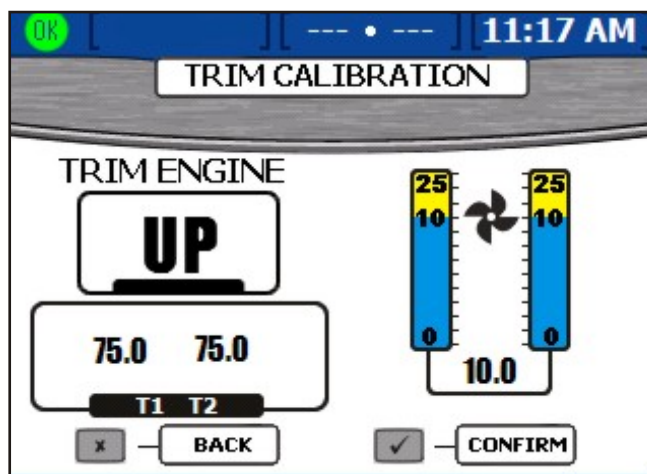 OK --- • --- 11:17 AM
TRIM CALIBRATION
TRIM ENGINE
UP
75.0 75.0
T1 T2
25 25
10 10
0 0
10.0
x BACK ✓ CONFIRM